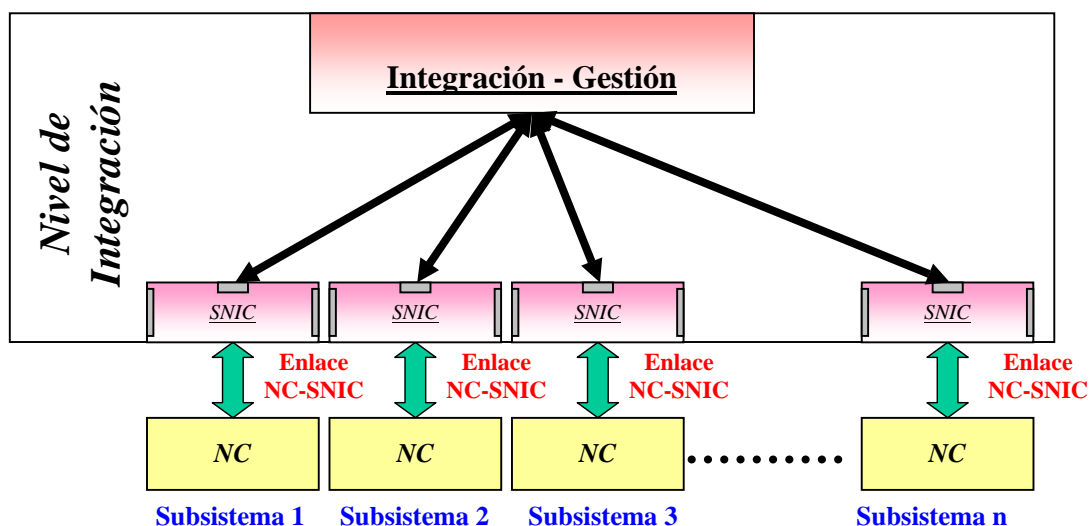 Integración - Gestión
Nivel de
Integración
SNIC
SNIC
SNIC
SNIC
Enlace
NC-SNIC
Enlace
NC-SNIC
Enlace
NC-SNIC
Enlace
NC-SNIC
NC
NC
NC
NC
Subsistema 1
Subsistema 2
Subsistema 3
Subsistema n